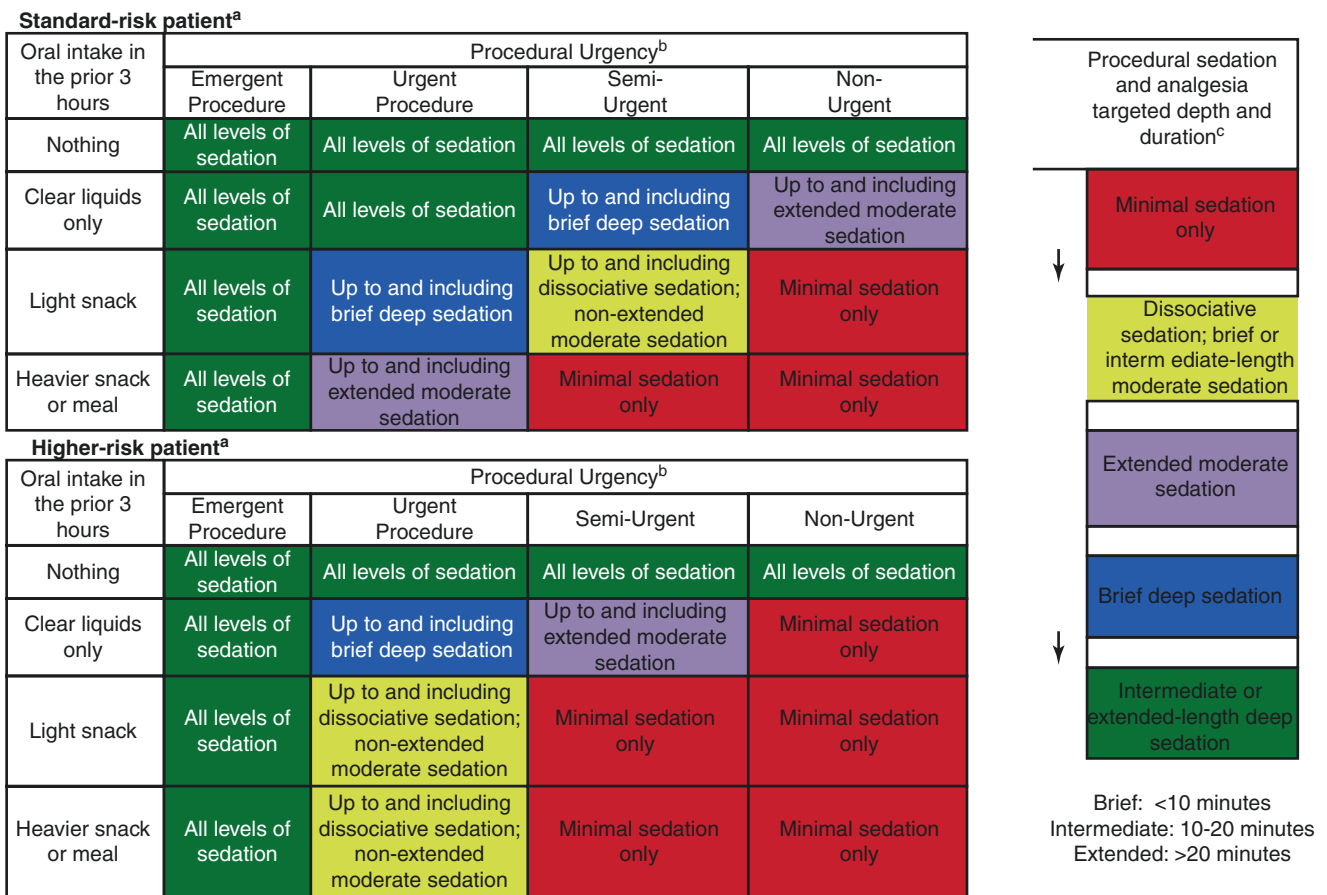 Standard-risk patientᵃ
Oral intake in
the prior 3
hours
Procedural Urgencyᵇ
Emergent
Procedure
Urgent
Procedure
Semi-
Urgent
Non-
Urgent
Nothing
All levels of
sedation
All levels of sedation
All levels of sedation
All levels of sedation
Clear liquids
only
All levels of
sedation
All levels of sedation
Up to and including
brief deep sedation
Up to and including
extended moderate
sedation
Light snack
All levels of
sedation
Up to and including
brief deep sedation
Up to and including
dissociative sedation;
non-extended
moderate sedation
Minimal sedation
only
Heavier snack
or meal
All levels of
sedation
Up to and including
extended moderate
sedation
Minimal sedation
only
Minimal sedation
only
Higher-risk patientᵃ
Oral intake in
the prior 3
hours
Procedural Urgencyᵇ
Emergent
Procedure
Urgent
Procedure
Semi-Urgent
Non-Urgent
Nothing
All levels of
sedation
All levels of sedation
All levels of sedation
All levels of sedation
Clear liquids
only
All levels of
sedation
Up to and including
brief deep sedation
Up to and including
extended moderate
sedation
Minimal sedation
only
Light snack
All levels of
sedation
Up to and including
dissociative sedation;
non-extended
moderate sedation
Minimal sedation
only
Minimal sedation
only
Heavier snack
or meal
All levels of
sedation
Up to and including
dissociative sedation;
non-extended
moderate sedation
Minimal sedation
only
Minimal sedation
only
Procedural sedation
and analgesia
targeted depth and
durationᶜ
Minimal sedation
only
Dissociative
sedation; brief or
interm ediate-length
moderate sedation
Extended moderate
sedation
Brief deep sedation
Intermediate or
extended-length deep
sedation
Brief: <10 minutes
Intermediate: 10-20 minutes
Extended: >20 minutes